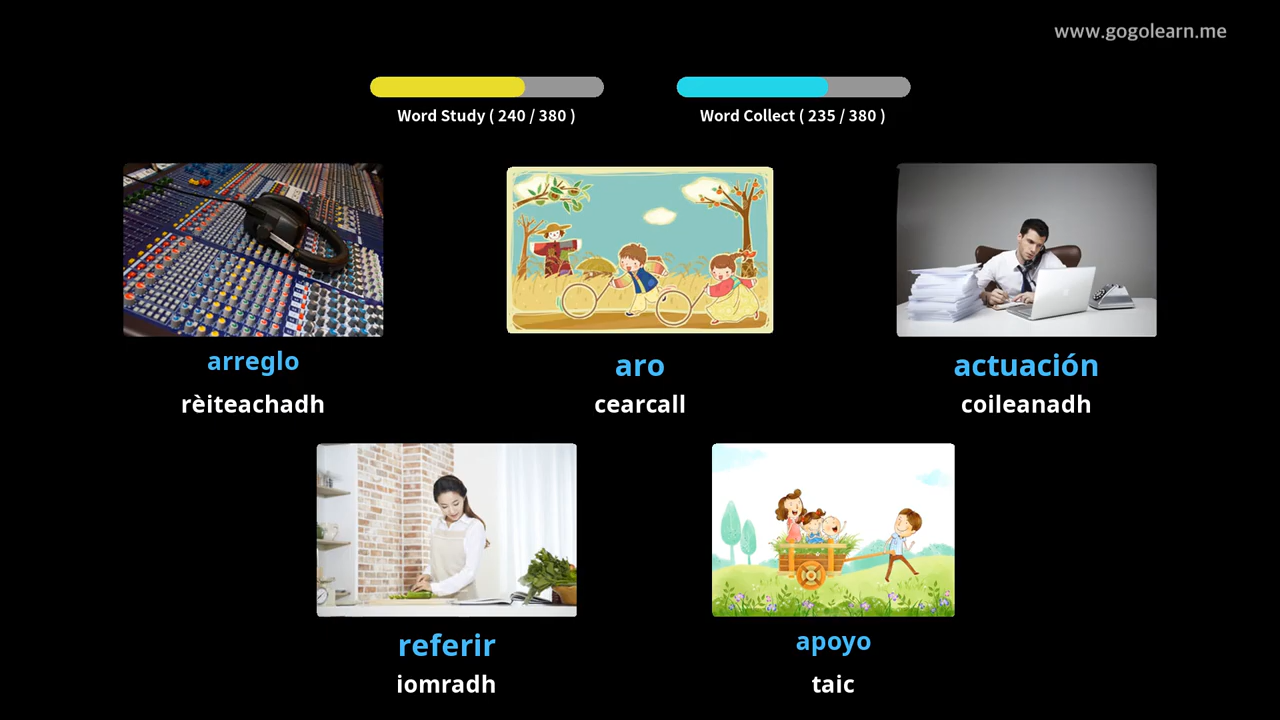 www.gogolearn.me
Word Study ( 240 / 380 )
Word Collect ( 235 / 380 )
arreglo
rèiteachadh
aro
cearcall
actuación
coileanadh
referir
iomradh
apoyo
taic